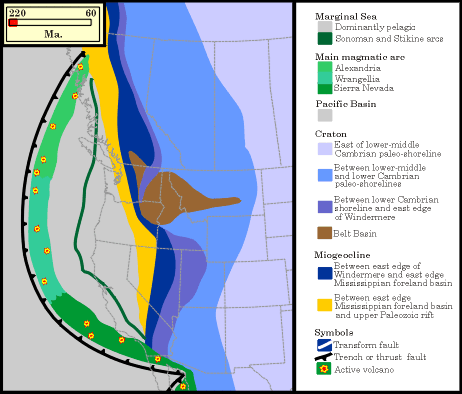 220 60
Ma.
Marginal Sea
Dominantly pelagic
Sonoman and Stikine arcs
Main magmatic arc
Alexandria
Wrangellia
Sierra Nevada
Pacific Basin
Craton
East of lower-middle
Cambrian paleo-shoreline
Between lower-middle
and lower Cambrian
paleo-shorelines
Between lower Cambrian
shoreline and east edge
of Windermere
Belt Basin
Miogeocline
Between east edge of
Windermere and east edge
Mississippian foreland basin
Between east edge
Mississippian foreland basin
and upper Paleozoic rift
Symbols
Transform fault
Trench or thrust fault
Active volcano